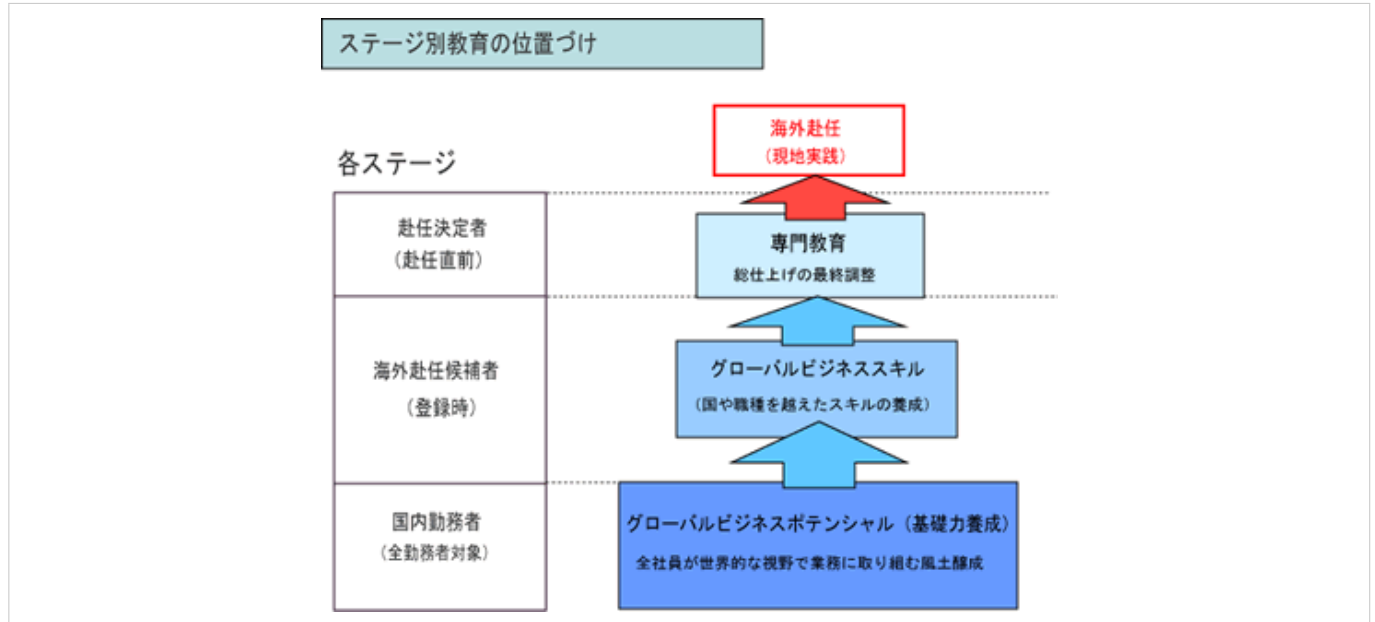 ステージ別教育の位置づけ
海外赴任
（現地実践）
各ステージ
赴任決定者
（赴任直前）
専門教育
総仕上げの最終調整
海外赴任候補者
（登録時）
グローバルビジネススキル
（国や職種を越えたスキルの養成）
国内勤務者
（全勤務者対象）
グローバルビジネスポテンシャル（基礎力養成）
全社員が世界的な視野で業務に取り組む風土醸成